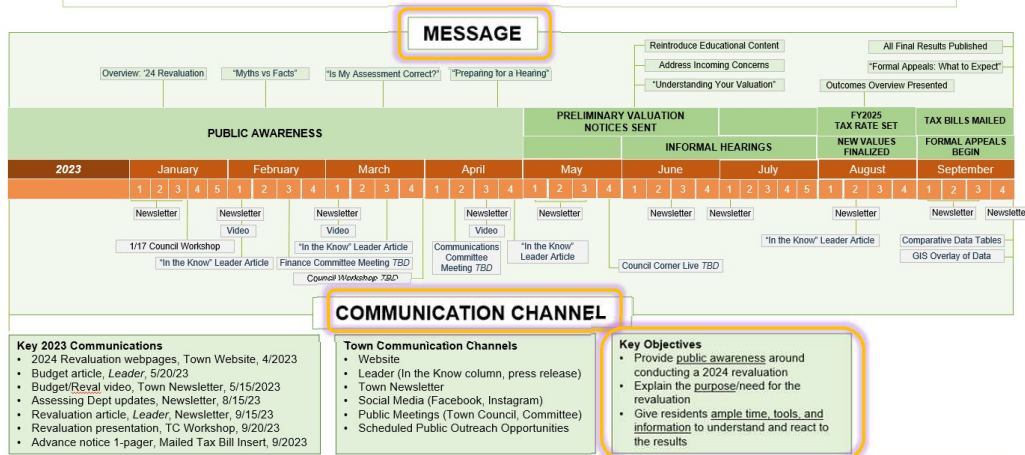 MESSAGE
Reintroduce Educational Content
All Final Results Published
Overview: '24 Revaluation
"Myths vs Facts"
"Is My Assessment Correct?"
"Preparing for a Hearing"
Address Incoming Concerns
"Formal Appeals: What to Expect"
"Understanding Your Valuation"
Outcomes Overview Presented
PUBLIC AWARENESS
PRELIMINARY VALUATION
NOTICES SENT
FY2025
TAX RATE SET
TAX BILLS MAILED
INFORMAL HEARINGS
NEW VALUES
FINALIZED
FORMAL APPEALS
BEGIN
2023 January February March April May June July August September
1 2 3 4 5 1 2 3 4 1 2 3 4 1 2 3 4 1 2 3 4 1 2 3 4 1 2 3 4 5 1 2 3 4 1 2 3 4
Newsletter Newsletter Newsletter Newsletter Newsletter Newsletter Newsletter Newsletter Newsletter Newsletter
Video Video
1/17 Council Workshop
"In the Know" Leader Article
Communications
Committee
Meeting TBD
"In the Know"
Leader Article
"In the Know" Leader Article
Comparative Data Tables
"In the Know" Leader Article
Finance Committee Meeting TBD
GIS Overlay of Data
Council Workshop TBD
Council Corner Live TBD
COMMUNICATION CHANNEL
Key 2023 Communications
• 2024 Revaluation webpages, Town Website, 4/2023
• Budget article, Leader, 5/20/23
• Budget/Reval video, Town Newsletter, 5/15/2023
• Assessing Dept updates, Newsletter, 8/15/23
• Revaluation article, Leader, Newsletter, 9/15/23
• Revaluation presentation, TC Workshop, 9/20/23
• Advance notice 1-pager, Mailed Tax Bill Insert, 9/2023
Town Communication Channels
• Website
• Leader (In the Know column, press release)
• Town Newsletter
• Social Media (Facebook, Instagram)
• Public Meetings (Town Council, Committee)
• Scheduled Public Outreach Opportunities
Key Objectives
• Provide public awareness around
conducting a 2024 revaluation
• Explain the purpose/need for the
revaluation
• Give residents ample time, tools, and
information to understand and react to
the results